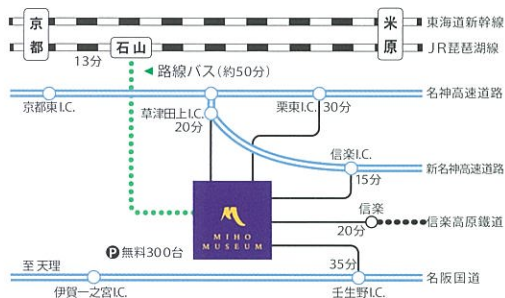 京都
米原
東海道新幹線
石山
JR琵琶湖線
13分
路線バス(約50分)
名神高速道路
京都東I.C.
草津田上I.C.
20分
栗東I.C.
30分
信楽I.C.
15分
新名神高速道路
MIHO
MUSEUM
信楽
20分
信楽高原鐵道
P無料300台
35分
至天理
名阪国道
伊賀一之宮I.C.
壬生野I.C.